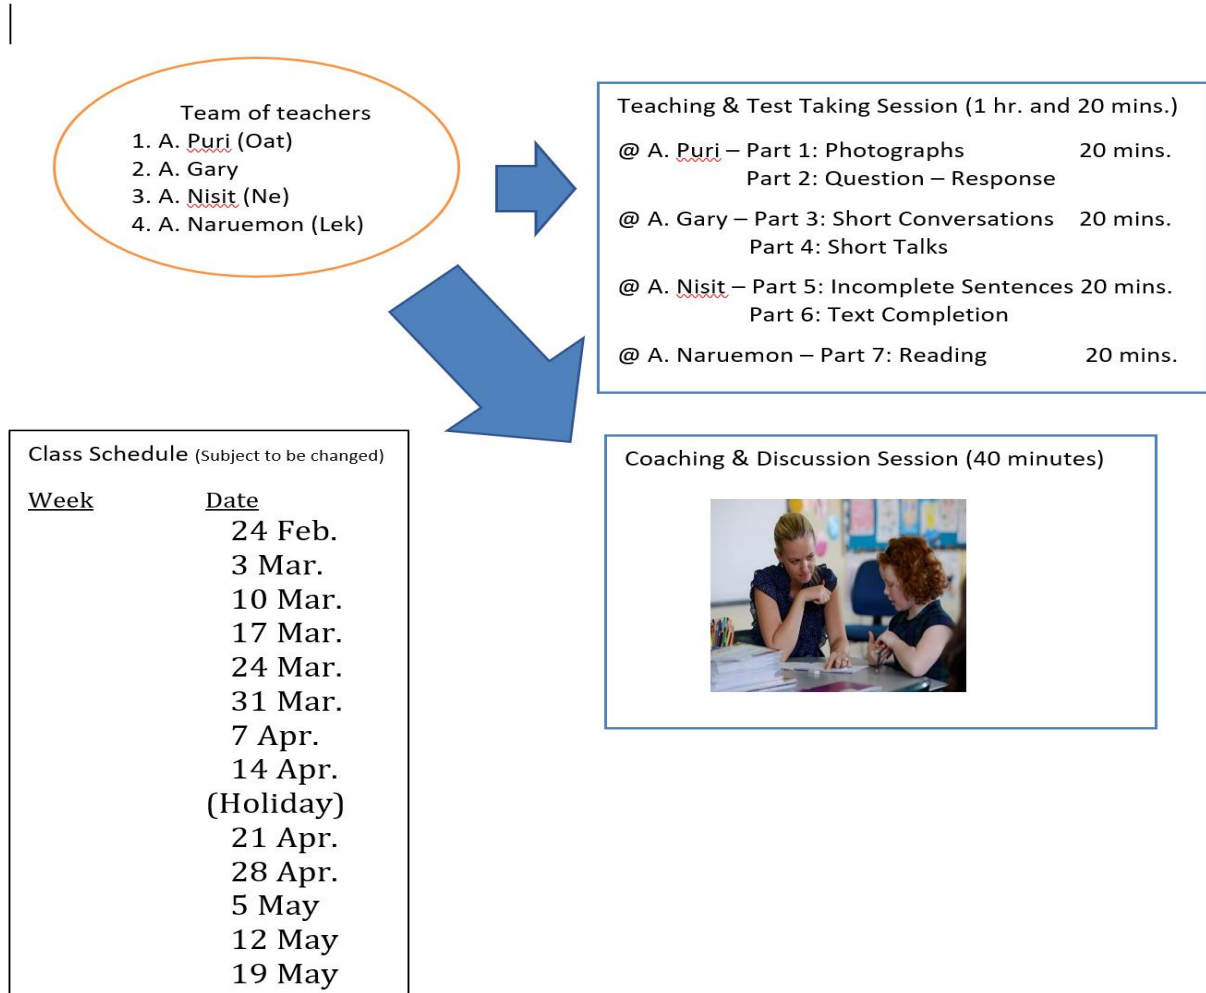 Team of teachers
1. A. Puri (Oat)
2. A. Gary
3. A. Nisit (Ne)
4. A. Naruemon (Lek)
Teaching & Test Taking Session (1 hr. and 20 mins.)
@ A. Puri – Part 1: Photographs 20 mins.
Part 2: Question – Response
@ A. Gary – Part 3: Short Conversations 20 mins.
Part 4: Short Talks
@ A. Nisit – Part 5: Incomplete Sentences 20 mins.
Part 6: Text Completion
@ A. Naruemon – Part 7: Reading 20 mins.
Coaching & Discussion Session (40 minutes)
Class Schedule (Subject to be changed)
Week Date
24 Feb.
3 Mar.
10 Mar.
17 Mar.
24 Mar.
31 Mar.
7 Apr.
14 Apr.
(Holiday)
21 Apr.
28 Apr.
5 May
12 May
19 May